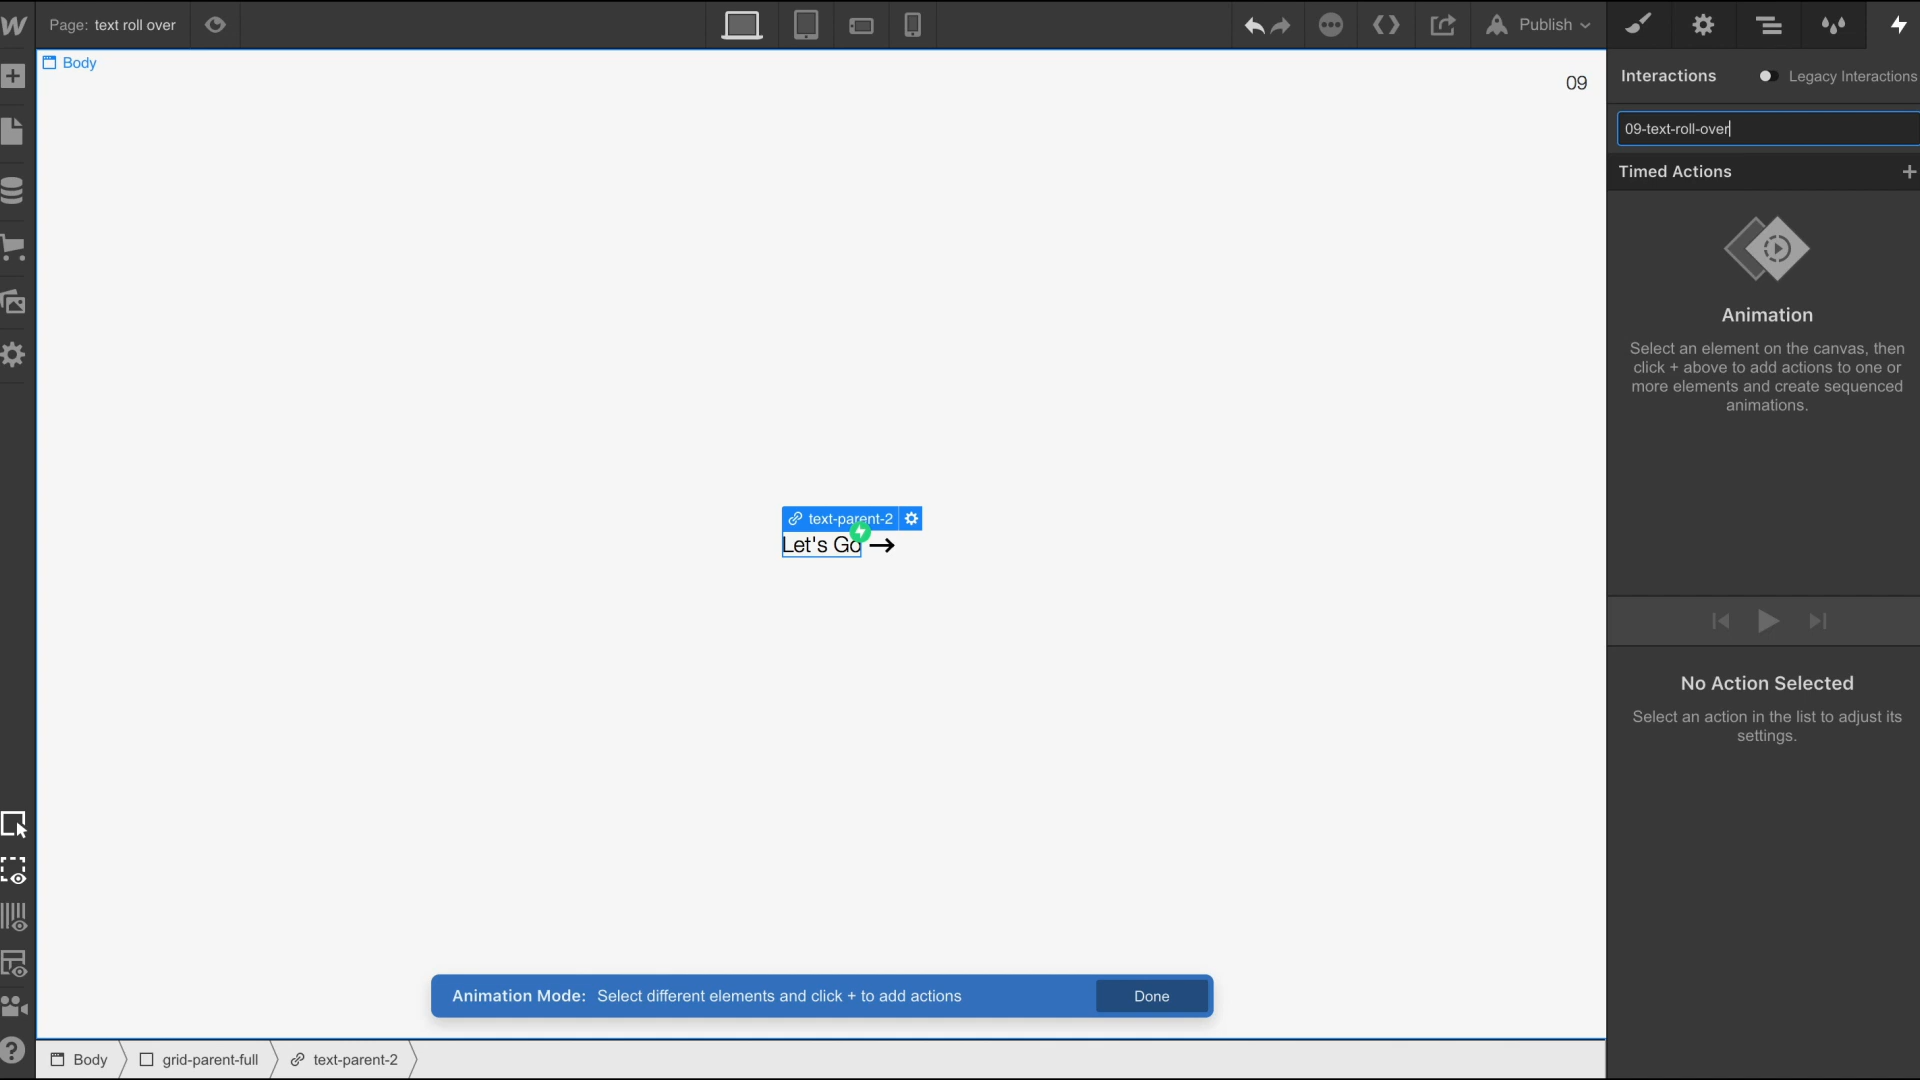 Page: text roll over
Publish
Body
09
Interactions
Legacy Interactions
09-text-roll-over
Timed Actions
Animation
Select an element on the canvas, then
click + above to add actions to one or
more elements and create sequenced
animations.
text-parent-2
Let's Go →
No Action Selected
Select an action in the list to adjust its
settings.
Animation Mode: Select different elements and click + to add actions
Done
Body
grid-parent-full
text-parent-2